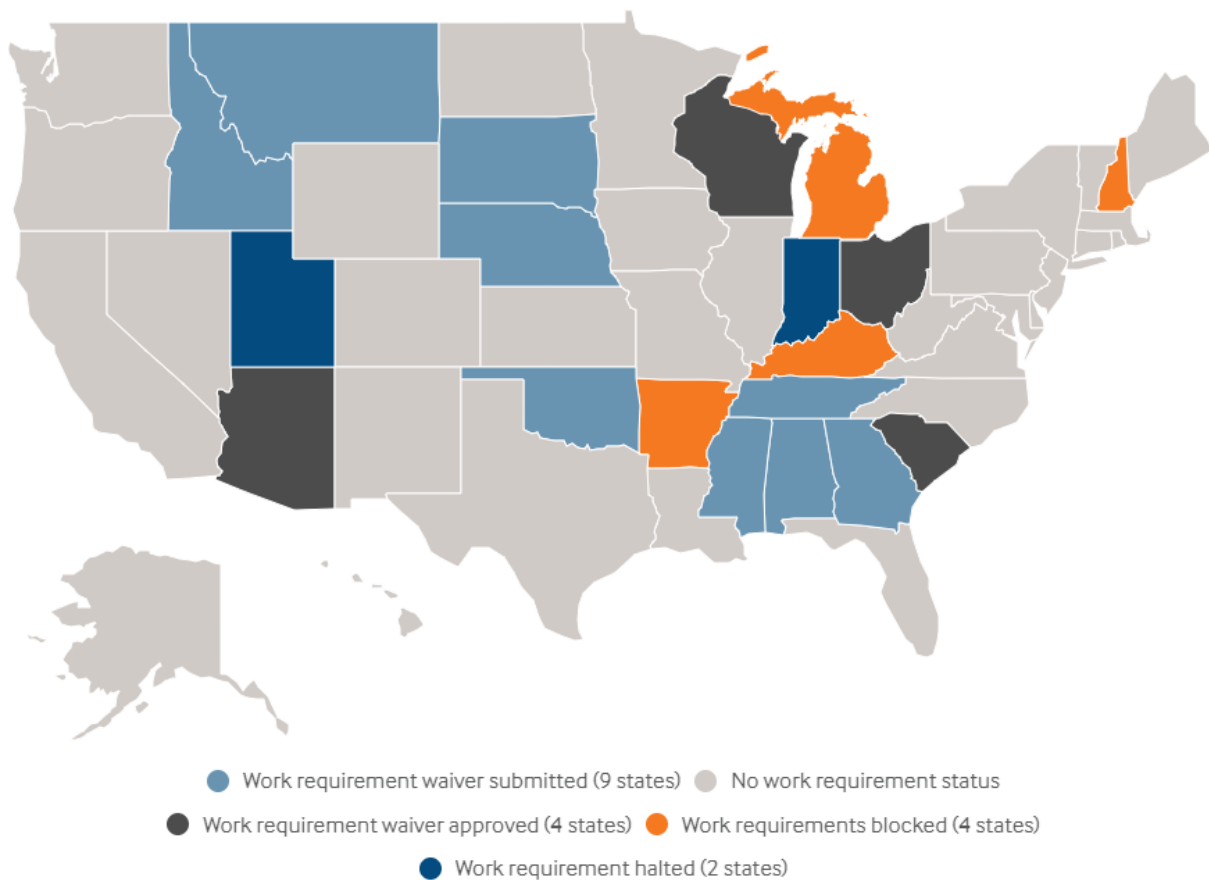 Work requirement waiver submitted (9 states)
No work requirement status
Work requirement waiver approved (4 states)
Work requirements blocked (4 states)
Work requirement halted (2 states)